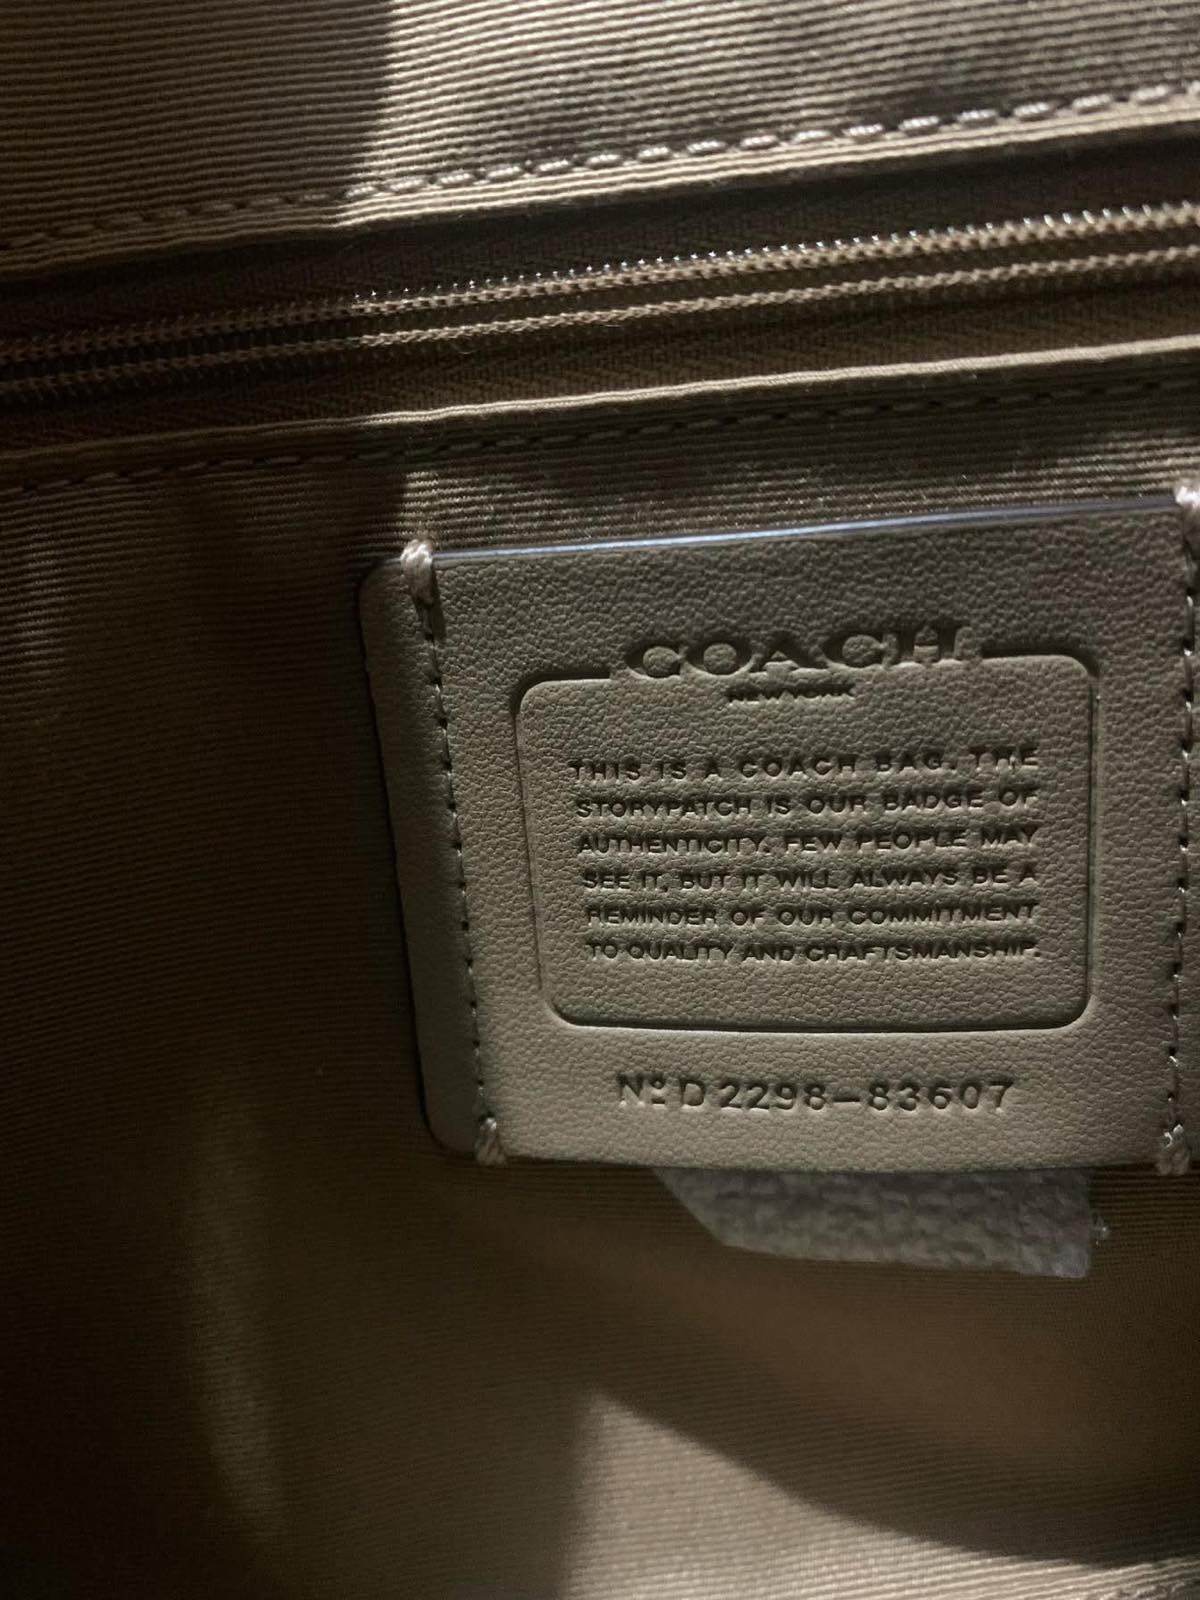 COACH
NEW YORK
THIS IS A COACH BAG. THE
STORYPATCH IS OUR BADGE OF
AUTHENTICITY. FEW PEOPLE MAY
SEE IT, BUT IT WILL ALWAYS BE A
REMINDER OF OUR COMMITMENT
TO QUALITY AND CRAFTSMANSHIP.
Nº D2298-83607